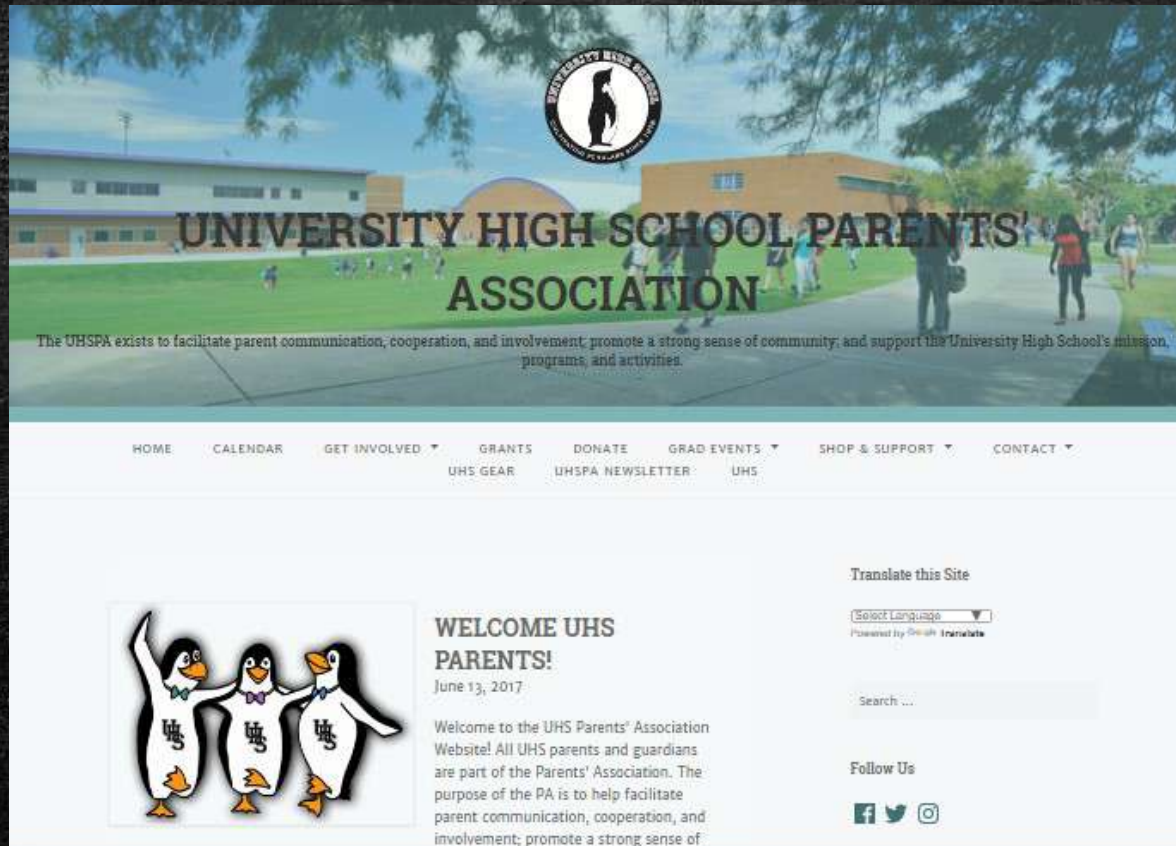 UNIVERSITY HIGH SCHOOL
UNIVERSITY HIGH SCHOOL PARENTS'
ASSOCIATION
The UHSPA exists to facilitate parent communication, cooperation, and involvement; promote a strong sense of community; and support the University High School's mission,
programs, and activities.
HOME CALENDAR GET INVOLVED GRANTS DONATE GRAD EVENTS SHOP & SUPPORT CONTACT
UHS GEAR UHSPA NEWSLETTER UHS
WELCOME UHS
PARENTS!
June 13, 2017
Welcome to the UHS Parents' Association
Website! All UHS parents and guardians
are part of the Parents' Association. The
purpose of the PA is to help facilitate
parent communication, cooperation, and
involvement; promote a strong sense of
UHS
UHS
UHS
Translate this Site
Select Language
Powered by Google Translate
Search ...
Follow Us